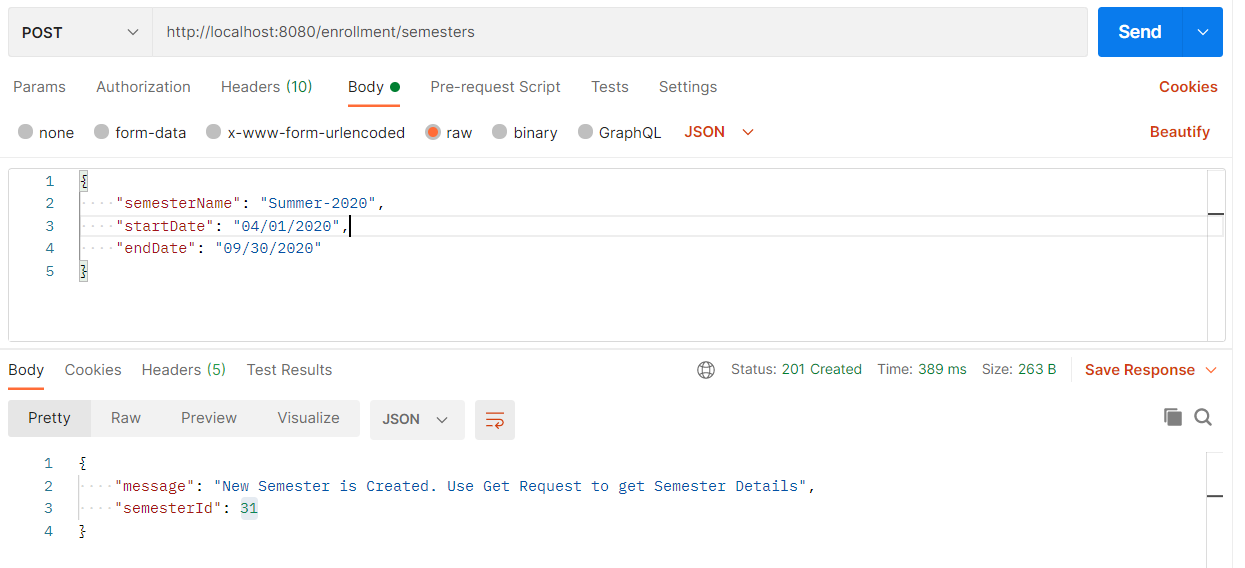 POST http://localhost:8080/enrollment/semesters Send
Params Authorization Headers (10) Body Pre-request Script Tests Settings Cookies
none form-data x-www-form-urlencoded raw binary GraphQL JSON Beautify
1 {
2 "semesterName": "Summer-2020",
3 "startDate": "04/01/2020",
4 "endDate": "09/30/2020"
5 }
Body Cookies Headers (5) Test Results Status: 201 Created Time: 389 ms Size: 263 B Save Response
Pretty Raw Preview Visualize JSON
1 {
2 "message": "New Semester is Created. Use Get Request to get Semester Details",
3 "semesterId": 31
4 }